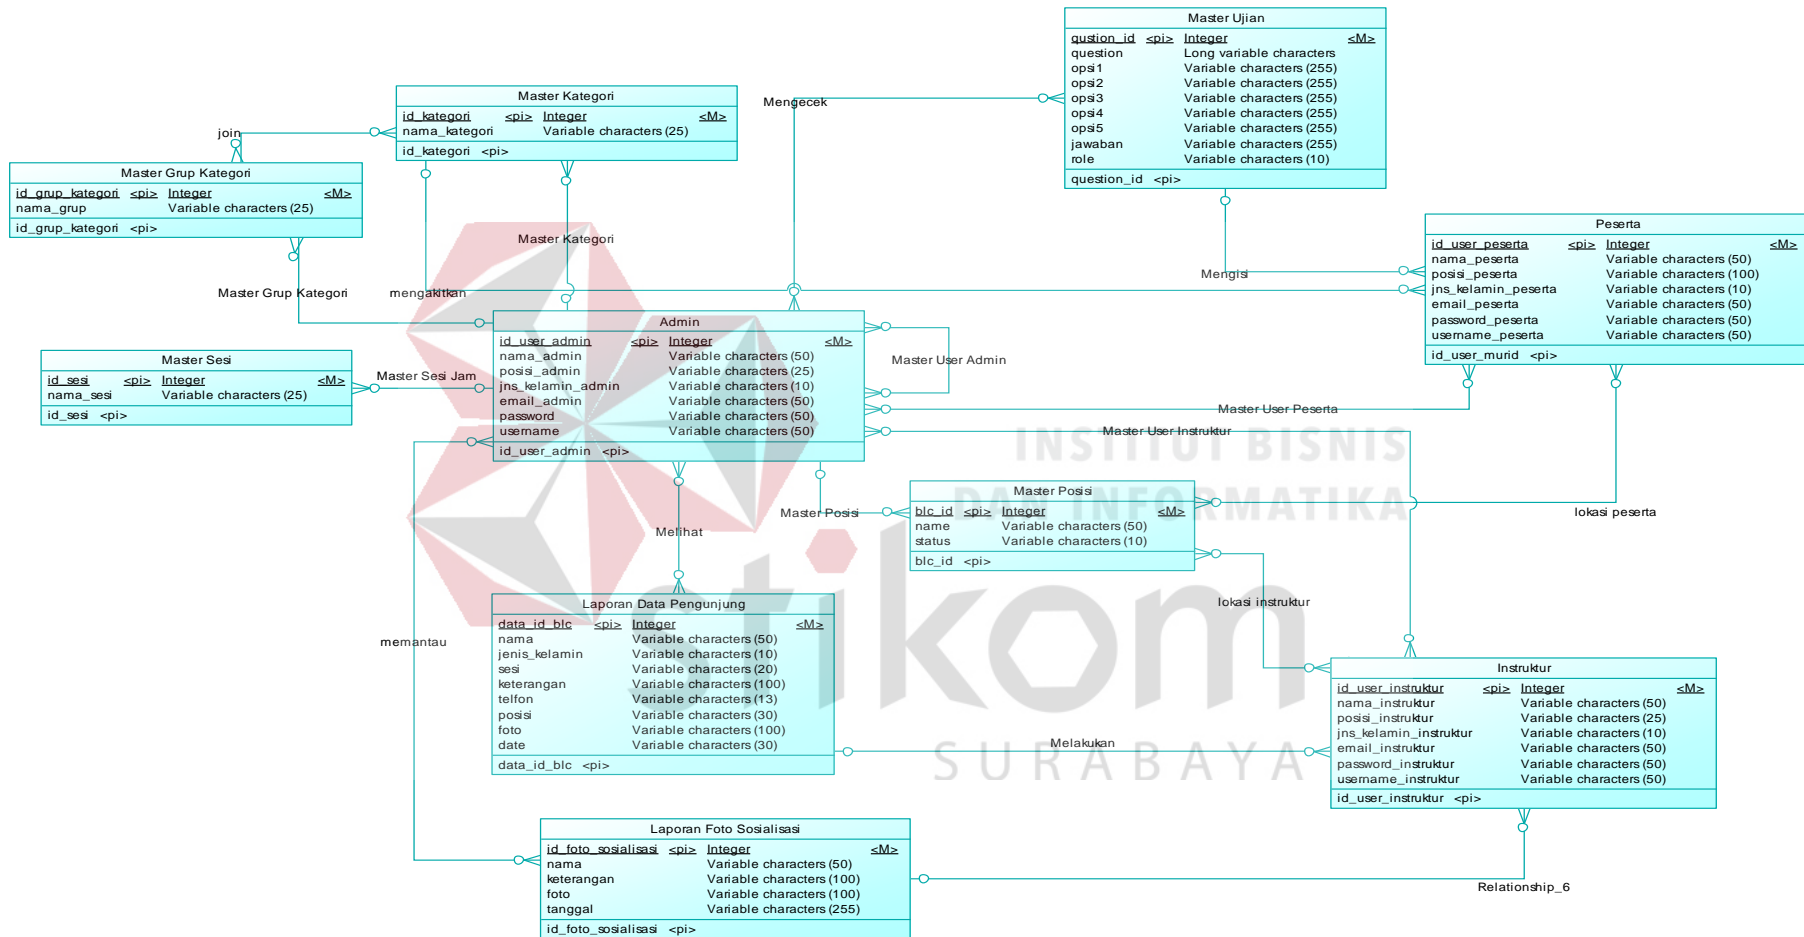 Master Ujian
qustion_id <pi> Integer <M>
question Long variable characters
opsi1 Variable characters (255)
opsi2 Variable characters (255)
opsi3 Variable characters (255)
opsi4 Variable characters (255)
opsi5 Variable characters (255)
jawaban Variable characters (255)
role Variable characters (10)
question_id <pi>
Mengecek
Master Kategori
id_kategori <pi> Integer <M>
nama_kategori Variable characters (25)
id_kategori <pi>
join
Master Grup Kategori
id_grup_kategori <pi> Integer <M>
nama_grup Variable characters (25)
id_grup_kategori <pi>
Peserta
id_user_peserta <pi> Integer <M>
nama_peserta Variable characters (50)
posisi_peserta Variable characters (100)
jns_kelamin_peserta Variable characters (10)
email_peserta Variable characters (50)
password_peserta Variable characters (50)
username_peserta Variable characters (50)
id_user_murid <pi>
Master Kategori
Mengisi
Master Grup Kategori
mengakitkan
Admin
id_user_admin <pi> Integer <M>
nama_admin Variable characters (50)
posisi_admin Variable characters (25)
jns_kelamin_admin Variable characters (10)
email_admin Variable characters (50)
password Variable characters (50)
username Variable characters (50)
id_user_admin <pi>
Master User Admin
Master Sesi
id_sesi <pi> Integer <M>
nama_sesi Variable characters (25)
id_sesi <pi>
Master Sesi Jam
Master User Peserta
Master User Instruktur
INSTITUT BISNIS
DAN INFORMATIKA
Master Posisi
blc_id <pi> Integer <M>
name Variable characters (50)
status Variable characters (10)
blc_id <pi>
Master Posisi
lokasi peserta
Melihat
stikom
SURABAYA
lokasi instruktur
Laporan Data Pengunjung
data_id_blc <pi> Integer <M>
nama Variable characters (50)
jenis_kelamin Variable characters (10)
sesi Variable characters (20)
keterangan Variable characters (100)
telfon Variable characters (13)
posisi Variable characters (30)
foto Variable characters (100)
date Variable characters (30)
data_id_blc <pi>
memantau
Instruktur
id_user_instruktur <pi> Integer <M>
nama_instruktur Variable characters (50)
posisi_instruktur Variable characters (25)
jns_kelamin_instruktur Variable characters (10)
email_instruktur Variable characters (50)
password_instruktur Variable characters (50)
username_instruktur Variable characters (50)
id_user_instruktur <pi>
Melakukan
Laporan Foto Sosialisasi
id_foto_sosialisasi <pi> Integer <M>
nama Variable characters (50)
keterangan Variable characters (100)
foto Variable characters (100)
tanggal Variable characters (255)
id_foto_sosialisasi <pi>
Relationship_6